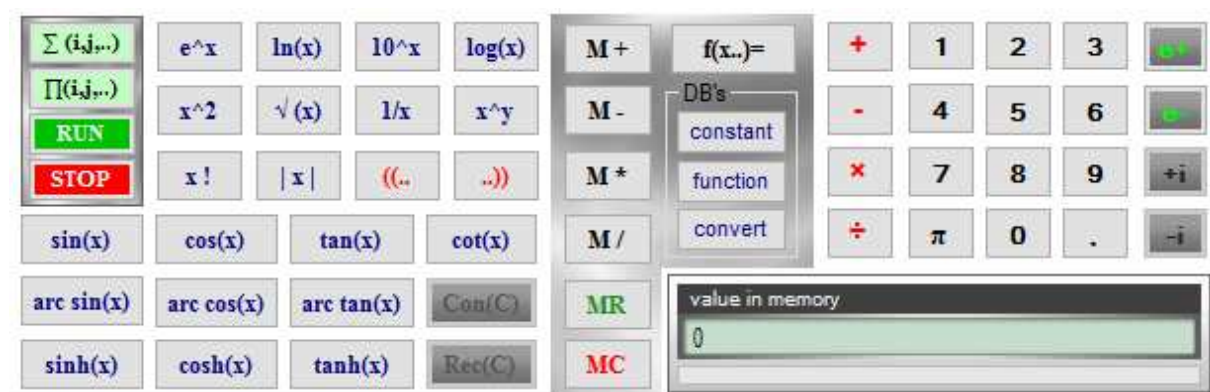 ∑ (i,j,..) e^x ln(x) 10^x log(x) M + f(x..)= + 1 2 3 e+
∏(i,j,..) x^2 √ (x) 1/x x^y M - DB's - 4 5 6 e-
RUN constant
STOP x ! | x | ((.. ..)) M * function × 7 8 9 +i
sin(x) cos(x) tan(x) cot(x) M / convert ÷ π 0 . -i
arc sin(x) arc cos(x) arc tan(x) Con(C) MR value in memory
0
sinh(x) cosh(x) tanh(x) Rec(C) MC